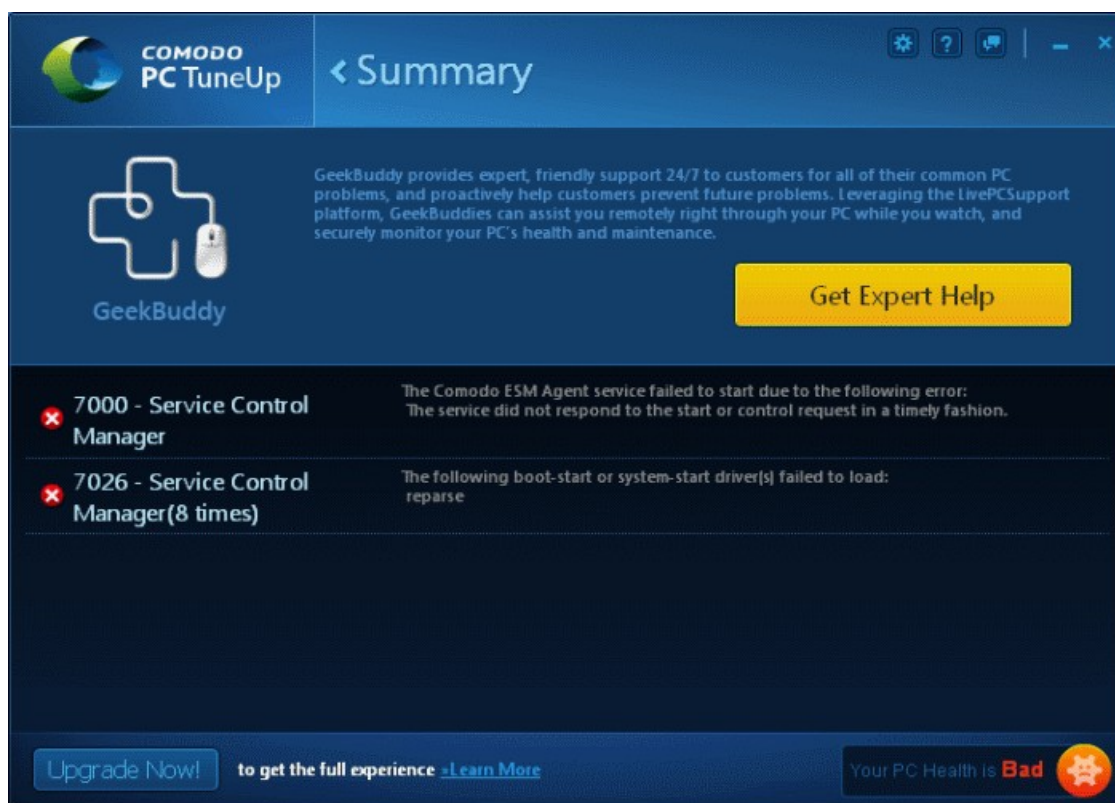 COMODO
PC TuneUp
< Summary
?
GeekBuddy provides expert, friendly support 24/7 to customers for all of their common PC
problems, and proactively help customers prevent future problems. Leveraging the LivePCSupport
platform, GeekBuddies can assist you remotely right through your PC while you watch, and
securely monitor your PC's health and maintenance.
GeekBuddy
Get Expert Help
7000 - Service Control
Manager
The Comodo ESM Agent service failed to start due to the following error:
The service did not respond to the start or control request in a timely fashion.
7026 - Service Control
Manager(8 times)
The following boot-start or system-start driver(s) failed to load:
reparse
Upgrade Now!
to get the full experience »Learn More
Your PC Health is Bad